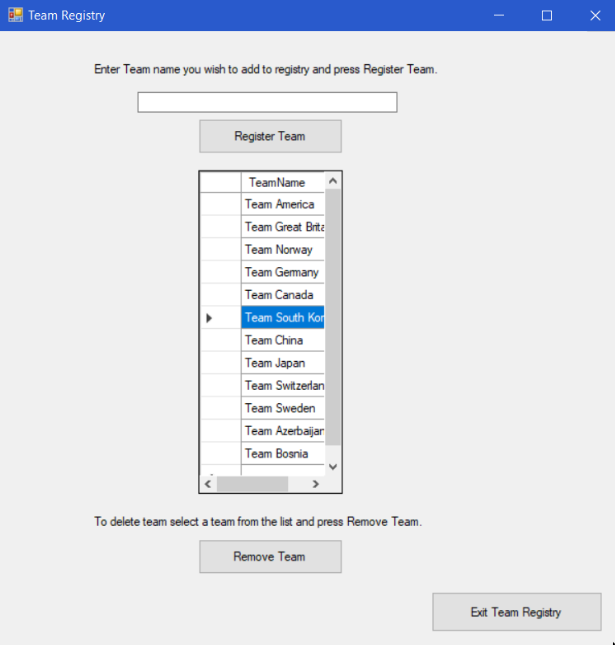 Team Registry
Enter Team name you wish to add to registry and press Register Team.
Register Team
TeamName
Team America
Team Great Brita
Team Norway
Team Germany
Team Canada
Team South Kor
Team China
Team Japan
Team Switzerlan
Team Sweden
Team Azerbaijan
Team Bosnia
To delete team select a team from the list and press Remove Team.
Remove Team
Exit Team Registry